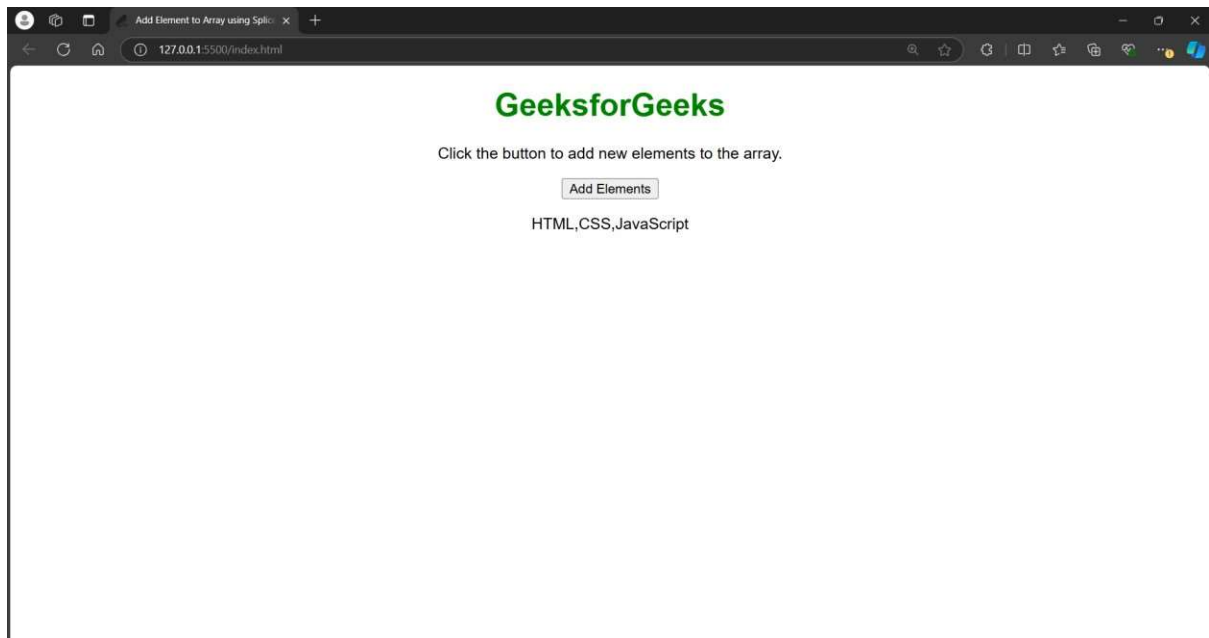 Add Element to Array using Splic
127.0.0.1:5500/index.html
GeeksforGeeks
Click the button to add new elements to the array.
Add Elements
HTML,CSS,JavaScript